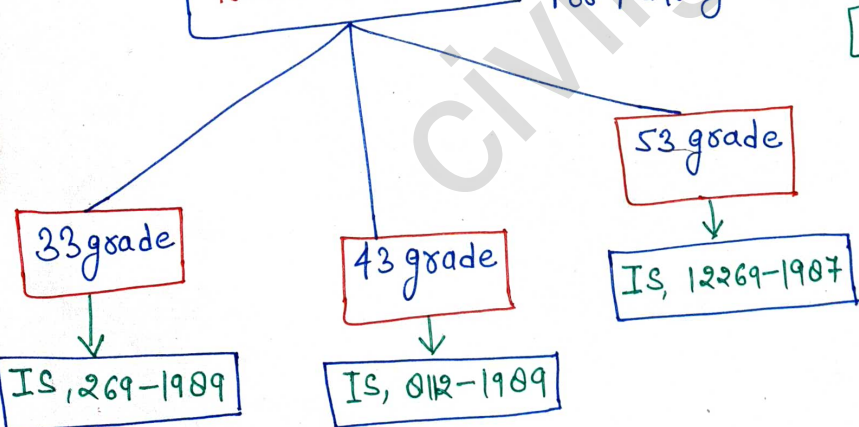 53 grade
33 grade
43 grade
IS, 12269-1987
IS, 269-1989
IS, 8112-1989